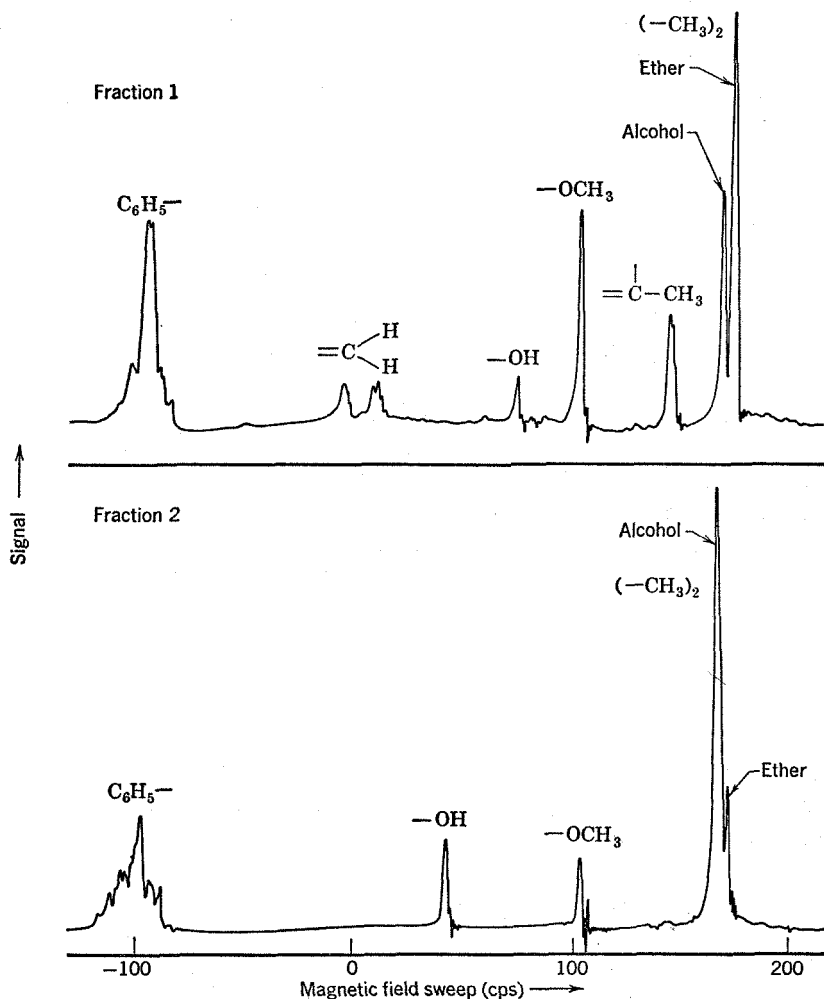 (—CH₃)₂
Fraction 1
Ether
Alcohol
C₆H₅—
—OCH₃
=C—CH₃
=C
H
H
—OH
Signal
Fraction 2
Alcohol
(—CH₃)₂
Ether
C₆H₅—
—OH
—OCH₃
−100
0
100
200
Magnetic field sweep (cps)